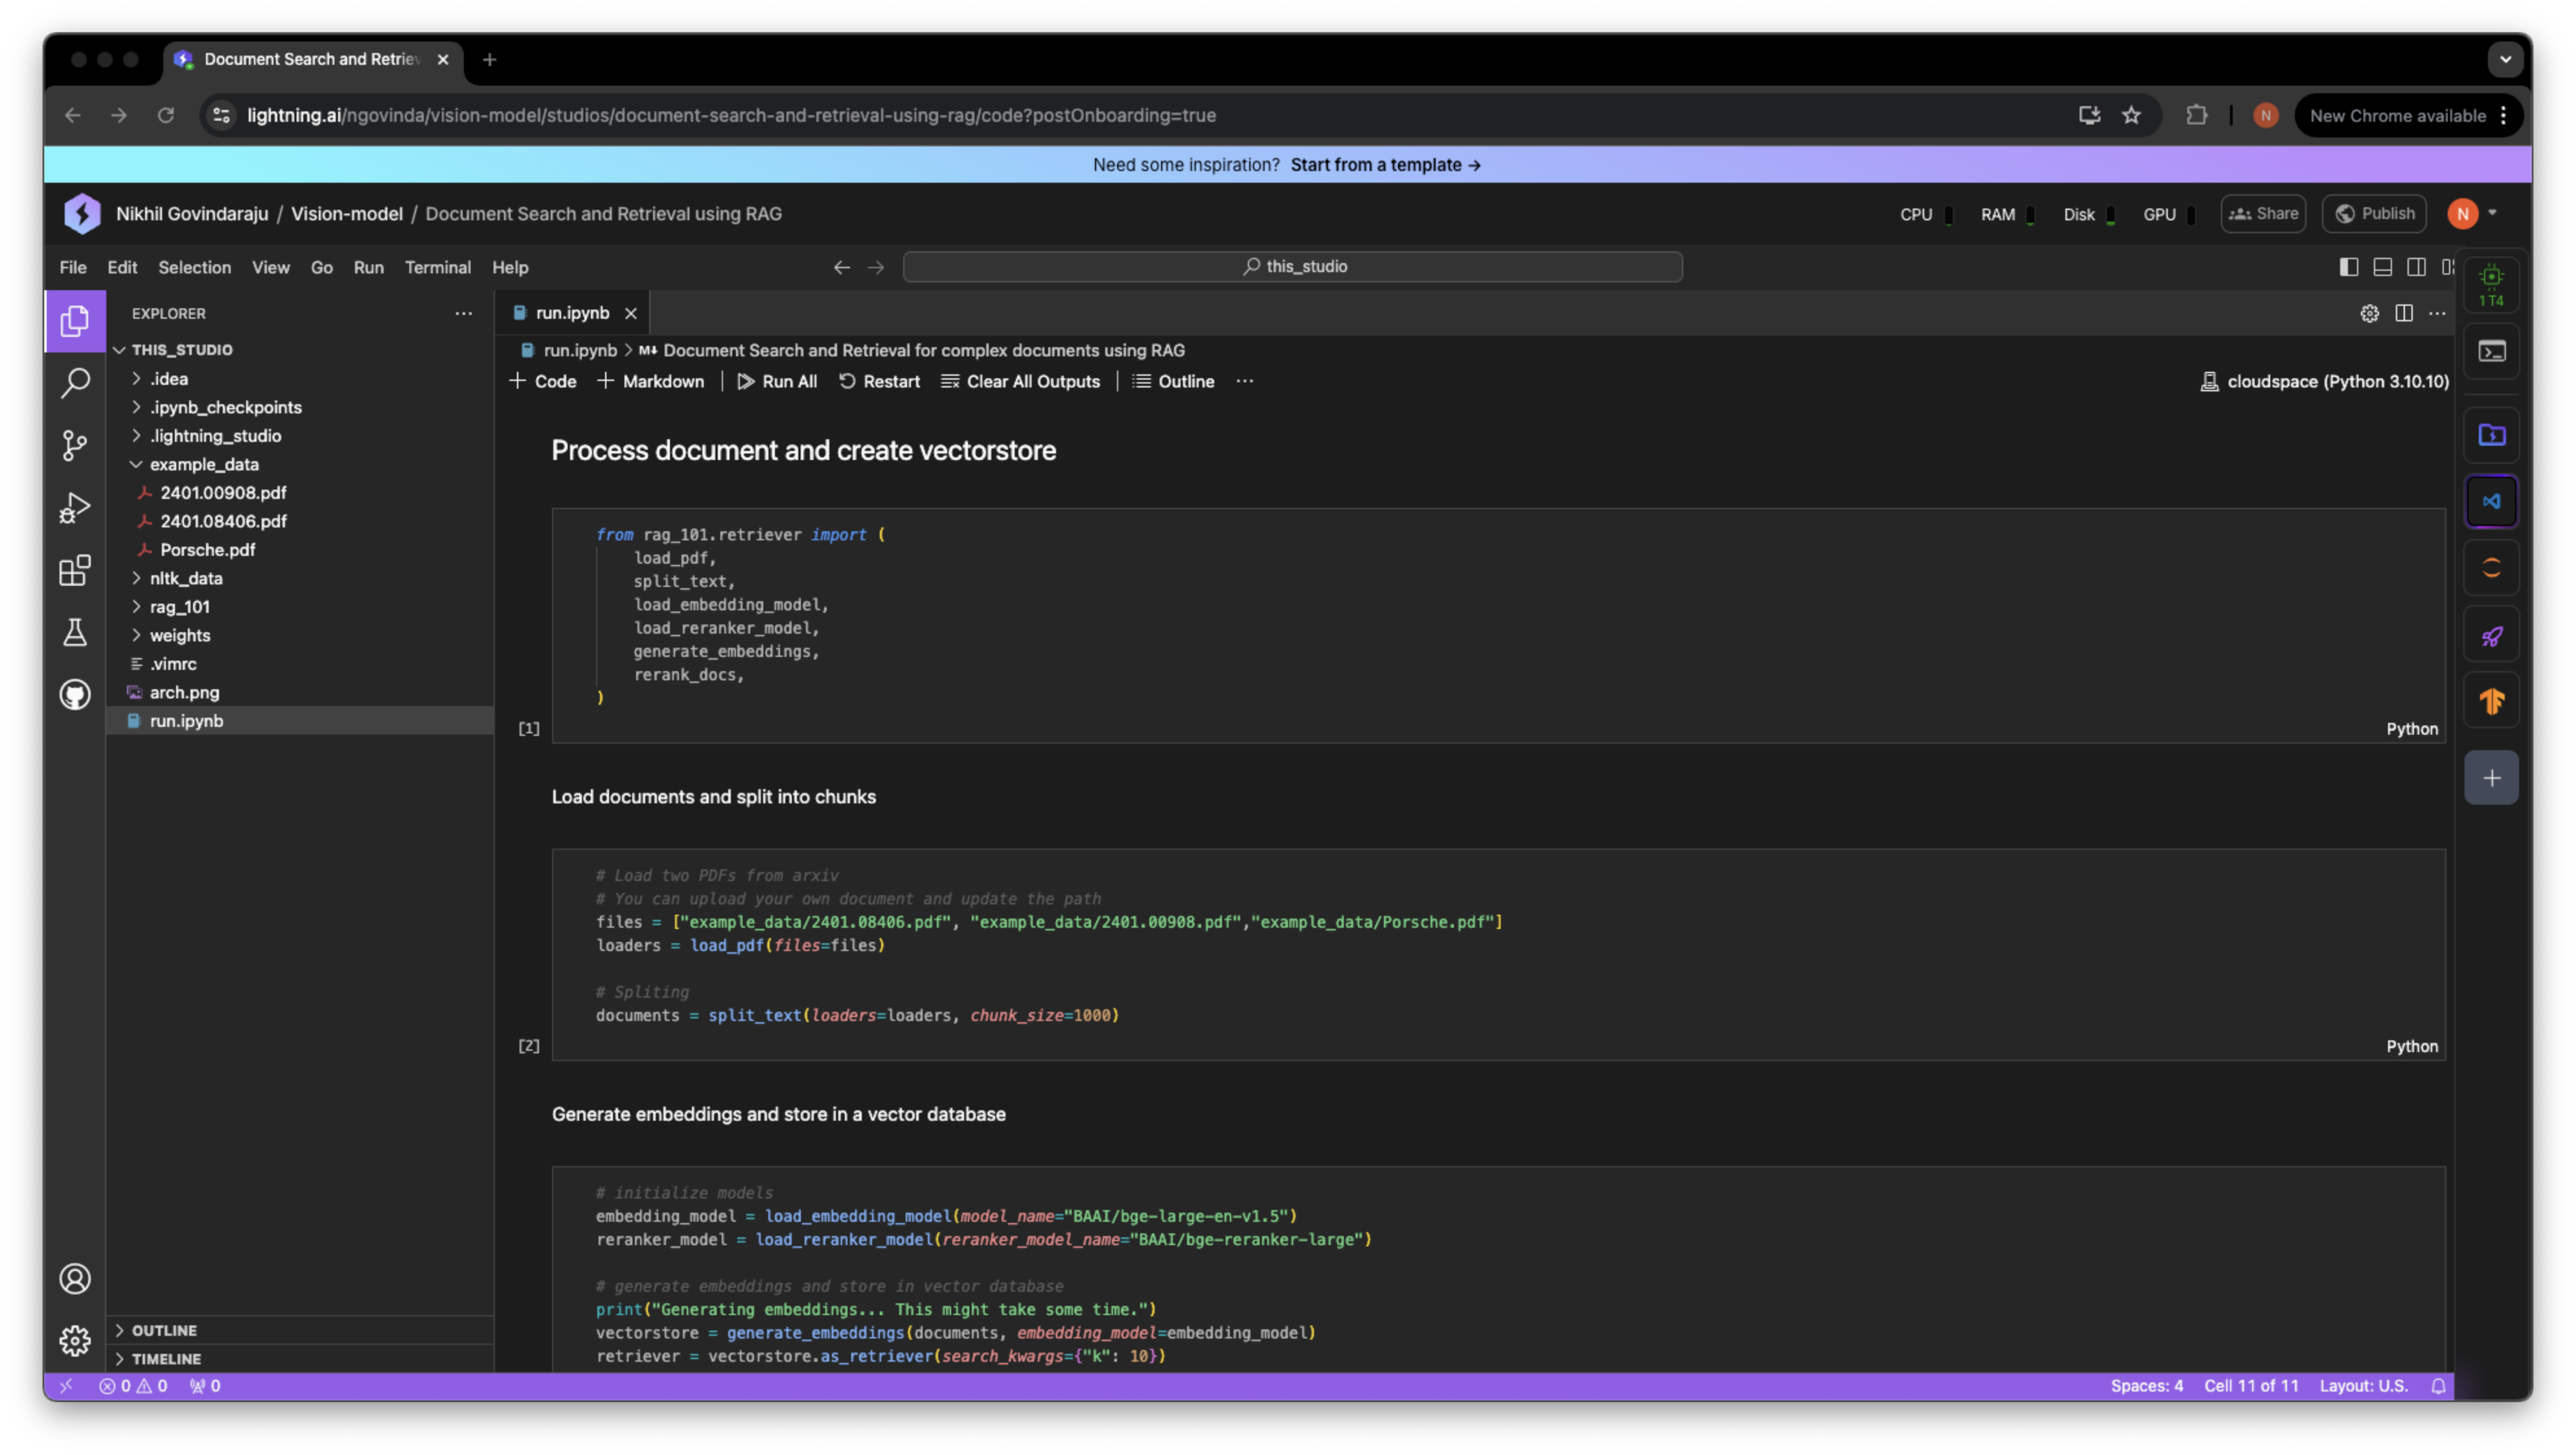 Document Search and Retriev
lightning.ai/ngovinda/vision-model/studios/document-search-and-retrieval-using-rag/code?postOnboarding=true
N
New Chrome available
Need some inspiration? Start from a template →
Nikhil Govindaraju / Vision-model / Document Search and Retrieval using RAG
CPU
RAM
Disk
GPU
Share
Publish
N
File Edit Selection View Go Run Terminal Help
this_studio
1 T4
EXPLORER
THIS_STUDIO
.idea
.ipynb_checkpoints
.lightning_studio
example_data
2401.00908.pdf
2401.08406.pdf
Porsche.pdf
nltk_data
rag_101
weights
.vimrc
arch.png
run.ipynb
OUTLINE
TIMELINE
run.ipynb
run.ipynb > M↓ Document Search and Retrieval for complex documents using RAG
+ Code + Markdown | Run All Restart Clear All Outputs | Outline ...
cloudspace (Python 3.10.10)
Process document and create vectorstore
from rag_101.retriever import (
    load_pdf,
    split_text,
    load_embedding_model,
    load_reranker_model,
    generate_embeddings,
    rerank_docs,
)
[1]
Python
Load documents and split into chunks
# Load two PDFs from arxiv
# You can upload your own document and update the path
files = ["example_data/2401.08406.pdf", "example_data/2401.00908.pdf","example_data/Porsche.pdf"]
loaders = load_pdf(files=files)
# Spliting
documents = split_text(loaders=loaders, chunk_size=1000)
[2]
Python
Generate embeddings and store in a vector database
# initialize models
embedding_model = load_embedding_model(model_name="BAAI/bge-large-en-v1.5")
reranker_model = load_reranker_model(reranker_model_name="BAAI/bge-reranker-large")
# generate embeddings and store in vector database
print("Generating embeddings... This might take some time.")
vectorstore = generate_embeddings(documents, embedding_model=embedding_model)
retriever = vectorstore.as_retriever(search_kwargs={"k": 10})
0 0 0
Spaces: 4 Cell 11 of 11 Layout: U.S.